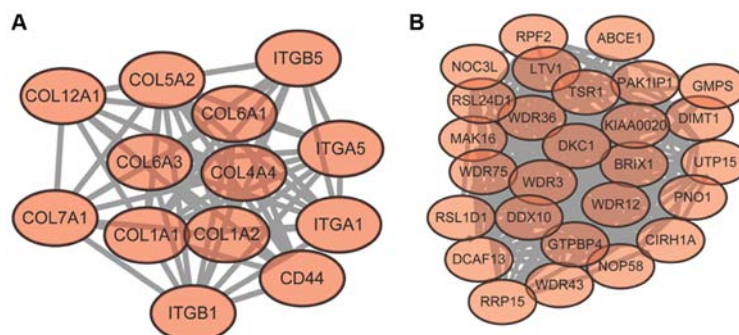 A
ITGB5
COL5A2
COL12A1
COL6A1
ITGA5
COL6A3
COL4A4
COL7A1
ITGA1
COL1A1
COL1A2
CD44
ITGB1
B
RPF2
ABCE1
NOC3L
LTV1
PAK1IP1
GMPS
TSR1
RSL24D1
WDR36
KIAA0020
DIMT1
MAK16
DKC1
BRIX1
UTP15
WDR75
WDR3
PNO1
RSL1D1
DDX10
WDR12
GTPBP4
CIRH1A
DCAF13
NOP58
WDR43
RRP15